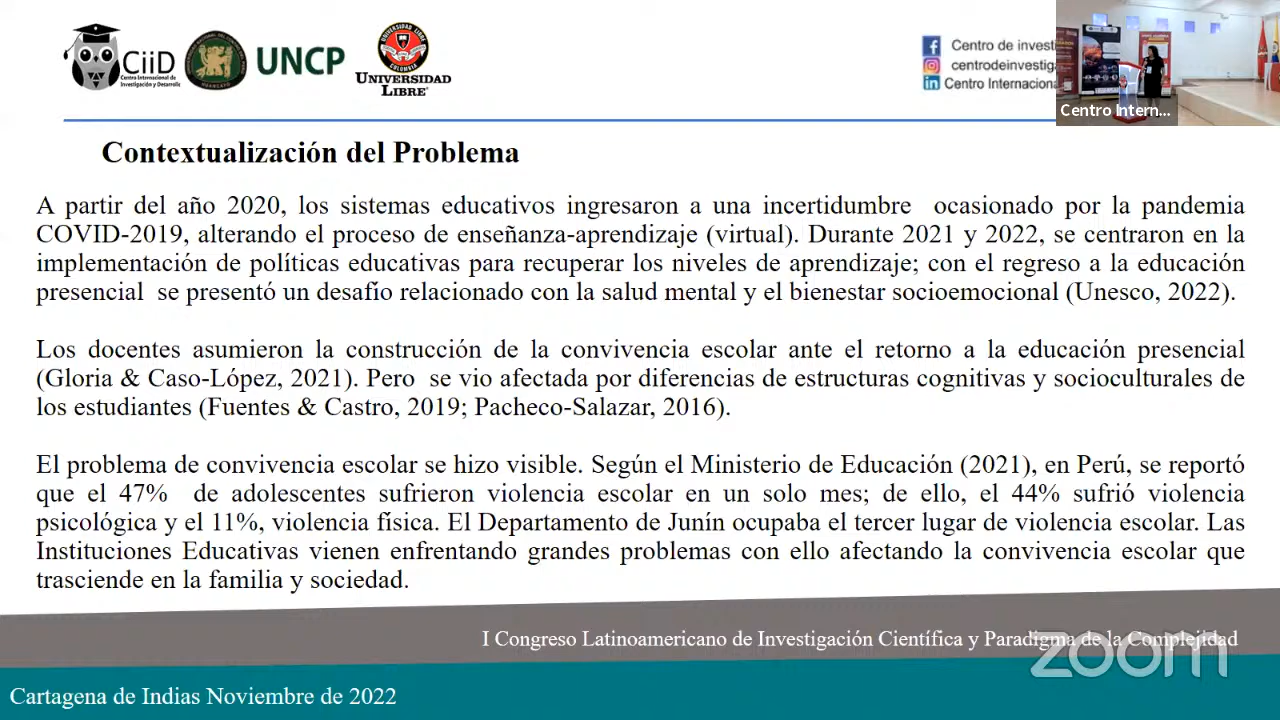 CiiD
Centro Internacional de
Investigación y Desarrollo
UNCP
UNIVERSIDAD
LIBRE
Centro de invest
centrodeinvestiga
Centro Internaciona
Centro Intern...
Contextualización del Problema
A partir del año 2020, los sistemas educativos ingresaron a una incertidumbre ocasionado por la pandemia
COVID-2019, alterando el proceso de enseñanza-aprendizaje (virtual). Durante 2021 y 2022, se centraron en la
implementación de políticas educativas para recuperar los niveles de aprendizaje; con el regreso a la educación
presencial se presentó un desafío relacionado con la salud mental y el bienestar socioemocional (Unesco, 2022).
Los docentes asumieron la construcción de la convivencia escolar ante el retorno a la educación presencial
(Gloria & Caso-López, 2021). Pero se vio afectada por diferencias de estructuras cognitivas y socioculturales de
los estudiantes (Fuentes & Castro, 2019; Pacheco-Salazar, 2016).
El problema de convivencia escolar se hizo visible. Según el Ministerio de Educación (2021), en Perú, se reportó
que el 47% de adolescentes sufrieron violencia escolar en un solo mes; de ello, el 44% sufrió violencia
psicológica y el 11%, violencia física. El Departamento de Junín ocupaba el tercer lugar de violencia escolar. Las
Instituciones Educativas vienen enfrentando grandes problemas con ello afectando la convivencia escolar que
trasciende en la familia y sociedad.
I Congreso Latinoamericano de Investigación Científica y Paradigma de la Complejidad
zoom
Cartagena de Indias Noviembre de 2022